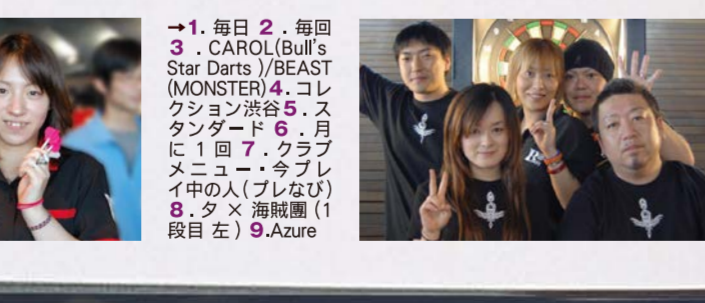 →1. 毎日 2 . 毎回
3 . CAROL(Bull's
Star Darts )/BEAST
(MONSTER) 4 . コレ
クション渋谷 5 . ス
タンダード 6 . 月
に 1 回 7 . クラブ
メニュー・今プレ
イ中の人(プレなび)
8 . タ × 海賊團 (1
段目 左 ) 9 .Azure